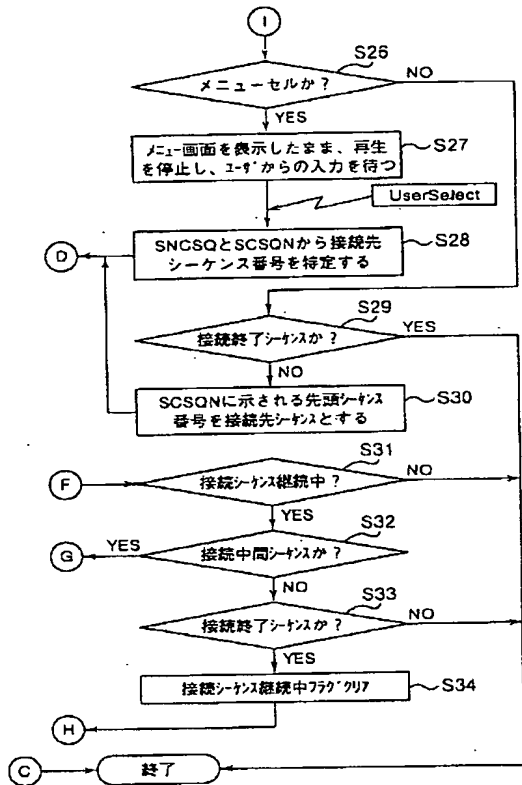 I
S26
メニューセルか?
NO
YES
メニュー画面を表示したまま、再生
を停止し、ユーザからの入力を待つ
S27
UserSelect
SNCSQとSCSQNから接続先
シーケンス番号を特定する
S28
D
S29
接続終了シーケンスか?
YES
NO
SCSQNに示される先頭シーケンス
番号を接続先シーケンスとする
S30
S31
F
接続シーケンス継続中?
NO
YES
S32
G
YES
接続中間シーケンスか?
NO
S33
接続終了シーケンスか?
NO
YES
接続シーケンス継続中フラグクリア
S34
H
C
終了